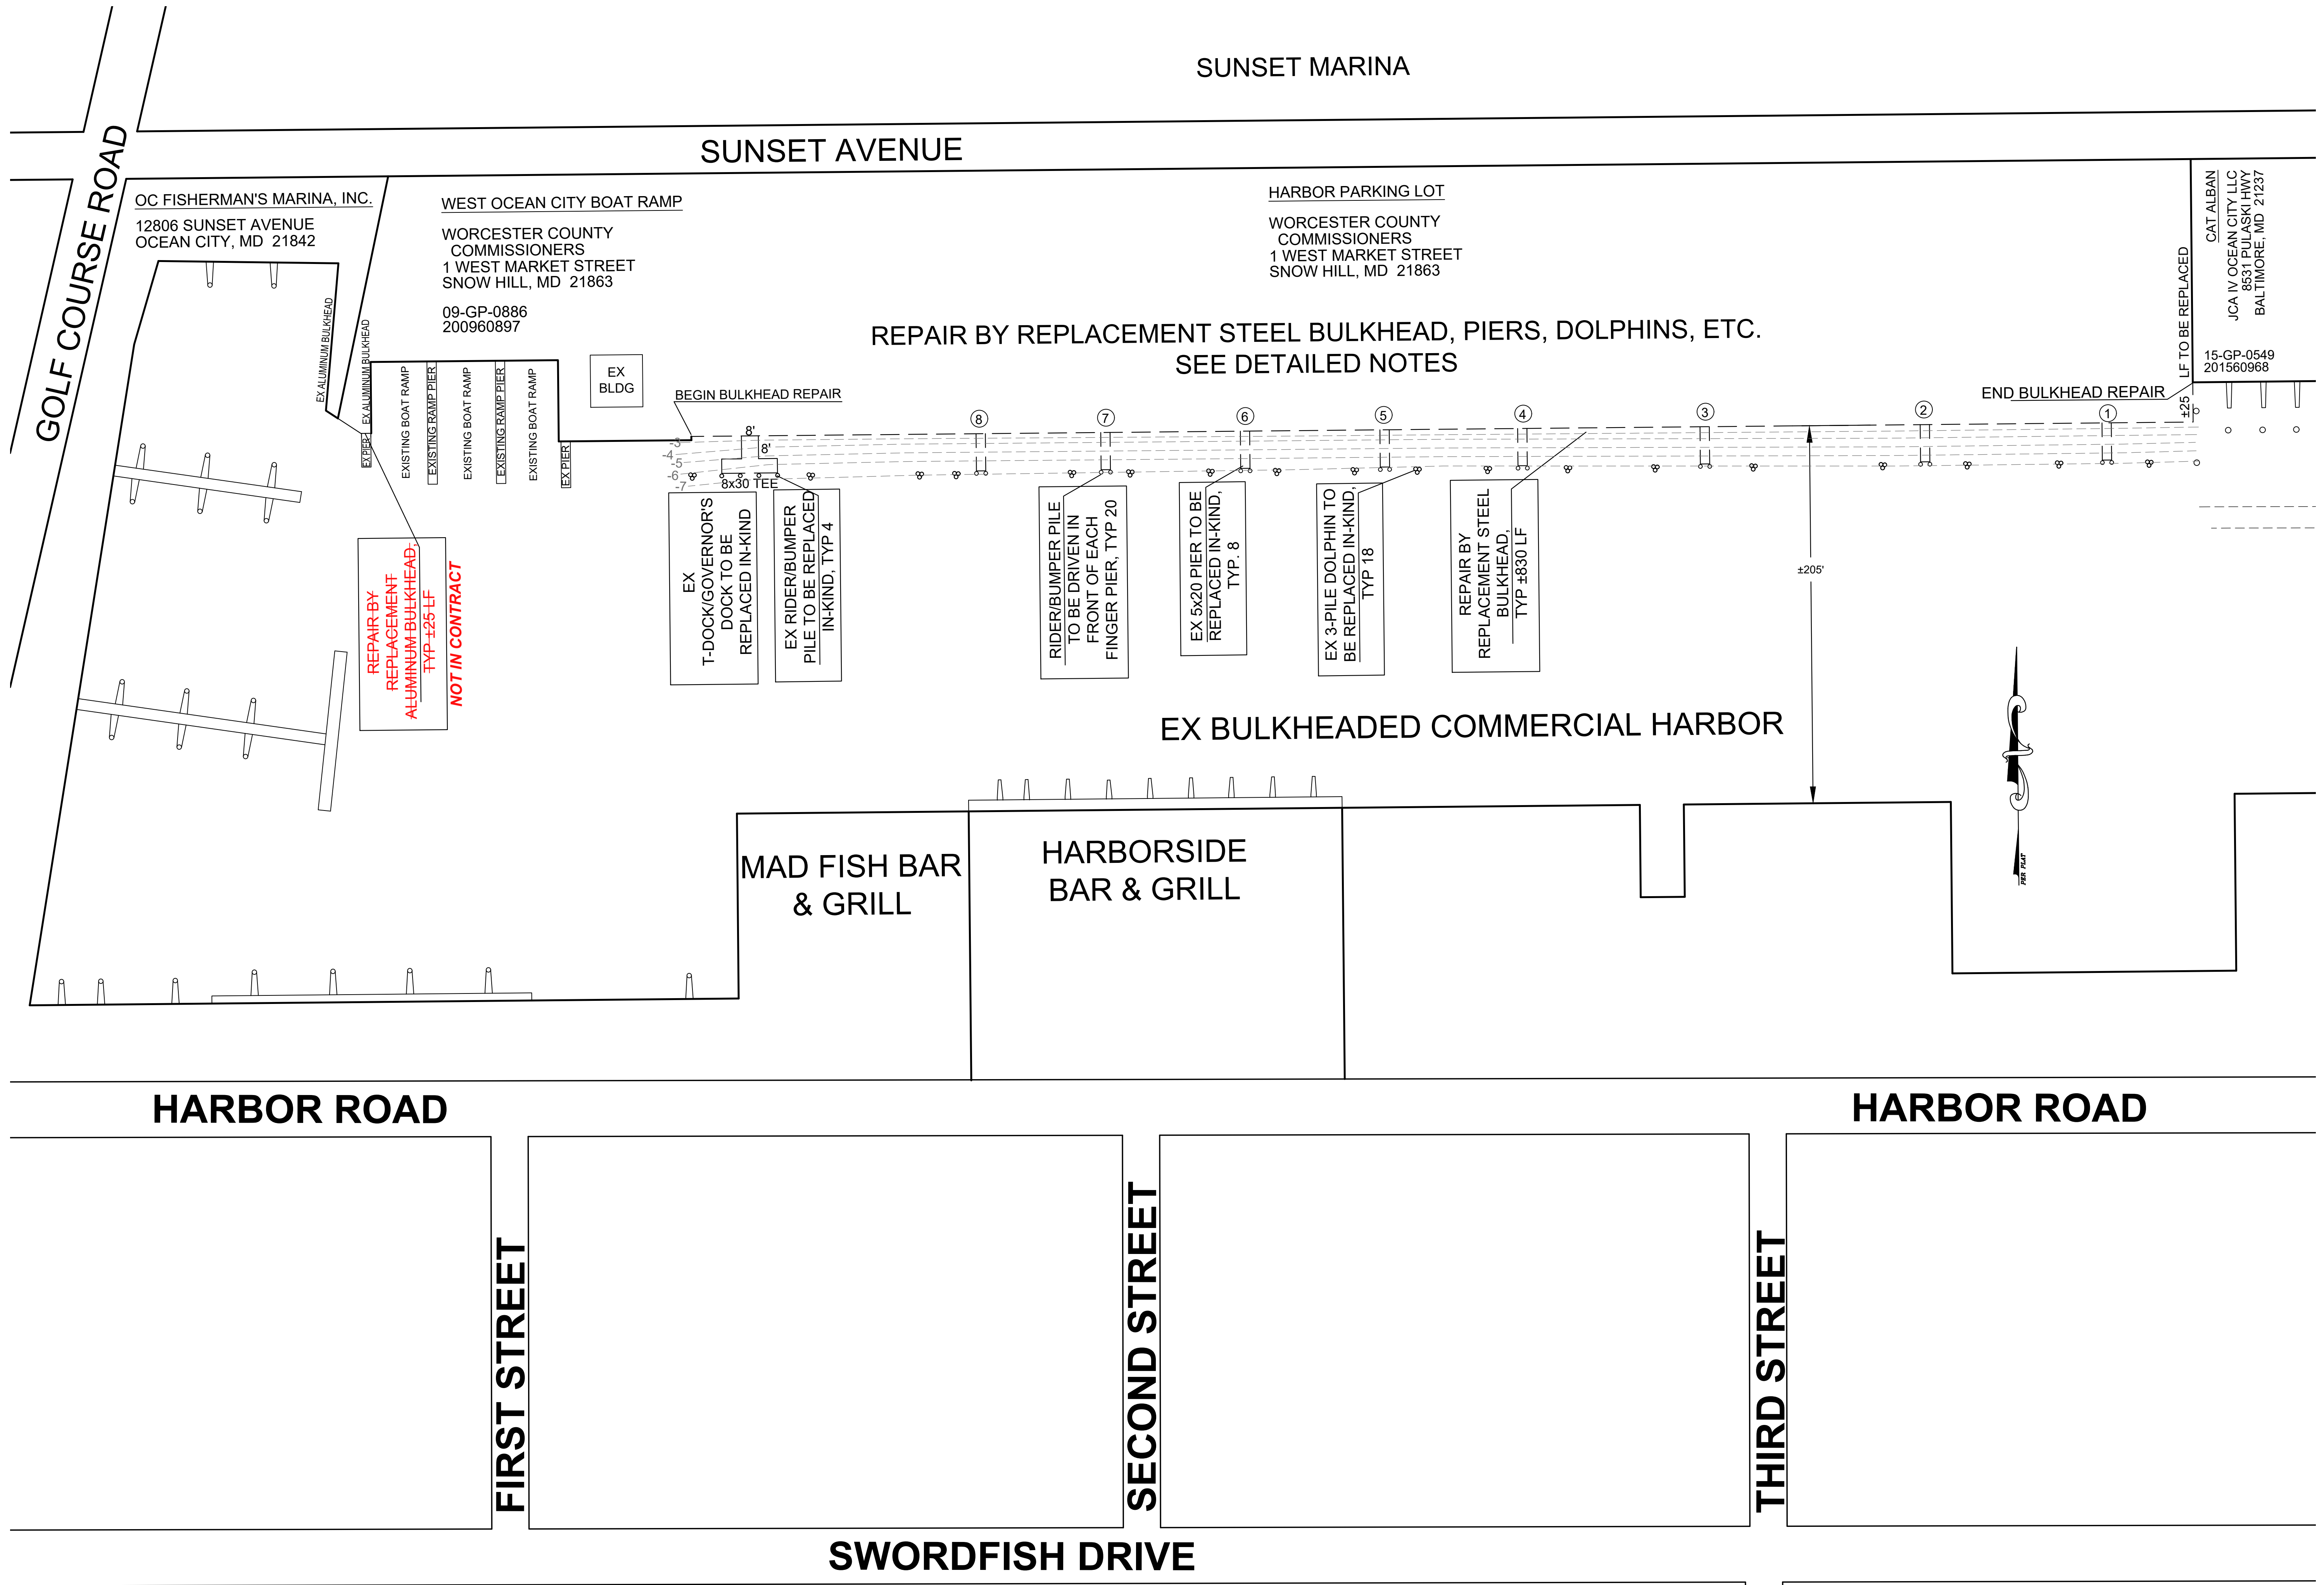 SUNSET MARINA
SUNSET AVENUE
GOLF COURSE ROAD
OC FISHERMAN'S MARINA, INC.
12806 SUNSET AVENUE
OCEAN CITY, MD 21842
WEST OCEAN CITY BOAT RAMP
WORCESTER COUNTY
COMMISSIONERS
1 WEST MARKET STREET
SNOW HILL, MD 21863
09-GP-0886
200960897
HARBOR PARKING LOT
WORCESTER COUNTY
COMMISSIONERS
1 WEST MARKET STREET
SNOW HILL, MD 21863
CAT ALBAN
JCA IV OCEAN CITY LLC
8531 PULASKI HWY
BALTIMORE, MD 21237
15-GP-0549
201560968
±25 LF TO BE REPLACED
REPAIR BY REPLACEMENT STEEL BULKHEAD, PIERS, DOLPHINS, ETC.
SEE DETAILED NOTES
EX ALUMINUM BULKHEAD
EX ALUMINUM BULKHEAD
EX PIER
EXISTING BOAT RAMP
EXISTING RAMP PIER
EXISTING BOAT RAMP
EXISTING RAMP PIER
EXISTING BOAT RAMP
EX PIER
EX
BLDG
BEGIN BULKHEAD REPAIR
END BULKHEAD REPAIR
8
7
6
5
4
3
2
1
-3
-4
-5
-6
-7
8'
8'
8x30 TEE
REPAIR BY
REPLACEMENT
ALUMINUM BULKHEAD,
TYP ±25 LF
NOT IN CONTRACT
EX
T-DOCK/GOVERNOR'S
DOCK TO BE
REPLACED IN-KIND
EX RIDER/BUMPER
PILE TO BE REPLACED
IN-KIND, TYP 4
RIDER/BUMPER PILE
TO BE DRIVEN IN
FRONT OF EACH
FINGER PIER, TYP 20
EX 5x20 PIER TO BE
REPLACED IN-KIND,
TYP. 8
EX 3-PILE DOLPHIN TO
BE REPLACED IN-KIND,
TYP 18
REPAIR BY
REPLACEMENT STEEL
BULKHEAD,
TYP ±830 LF
±205'
EX BULKHEADED COMMERCIAL HARBOR
PER PLAT
MAD FISH BAR
& GRILL
HARBORSIDE
BAR & GRILL
HARBOR ROAD
HARBOR ROAD
FIRST STREET
SECOND STREET
THIRD STREET
SWORDFISH DRIVE